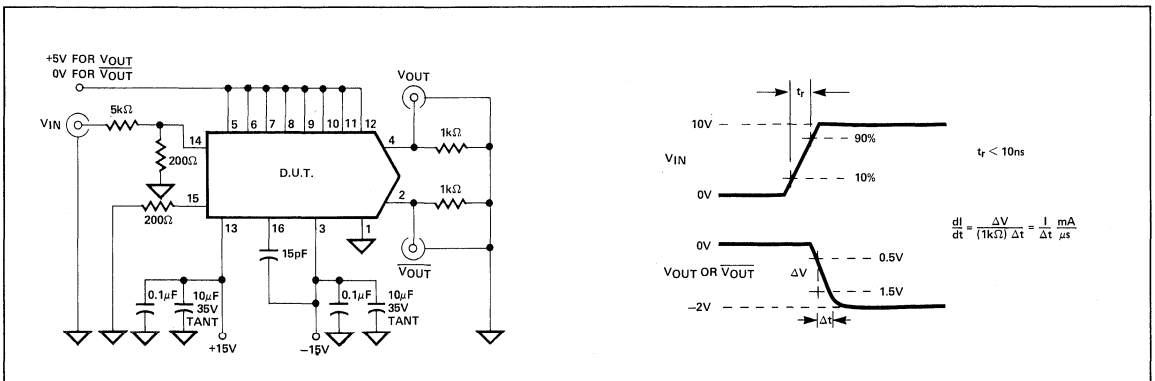 +5V FOR VOUT
0V FOR V̅O̅U̅T̅
VIN
5kΩ
200Ω
14
15
200Ω
5 6 7 8 9 10 11 12
D.U.T.
4
2
13 16 3 1
VOUT
1kΩ
1kΩ
V̅O̅U̅T̅
15pF
0.1μF
10μF
35V
TANT
+15V
0.1μF
10μF
35V
TANT
−15V
tr
10V
90%
VIN
tr < 10ns
10%
0V
dI/dt = ΔV/(1kΩ) Δt = I/Δt mA/μs
0V
0.5V
VOUT OR V̅O̅U̅T̅
ΔV
1.5V
−2V
Δt